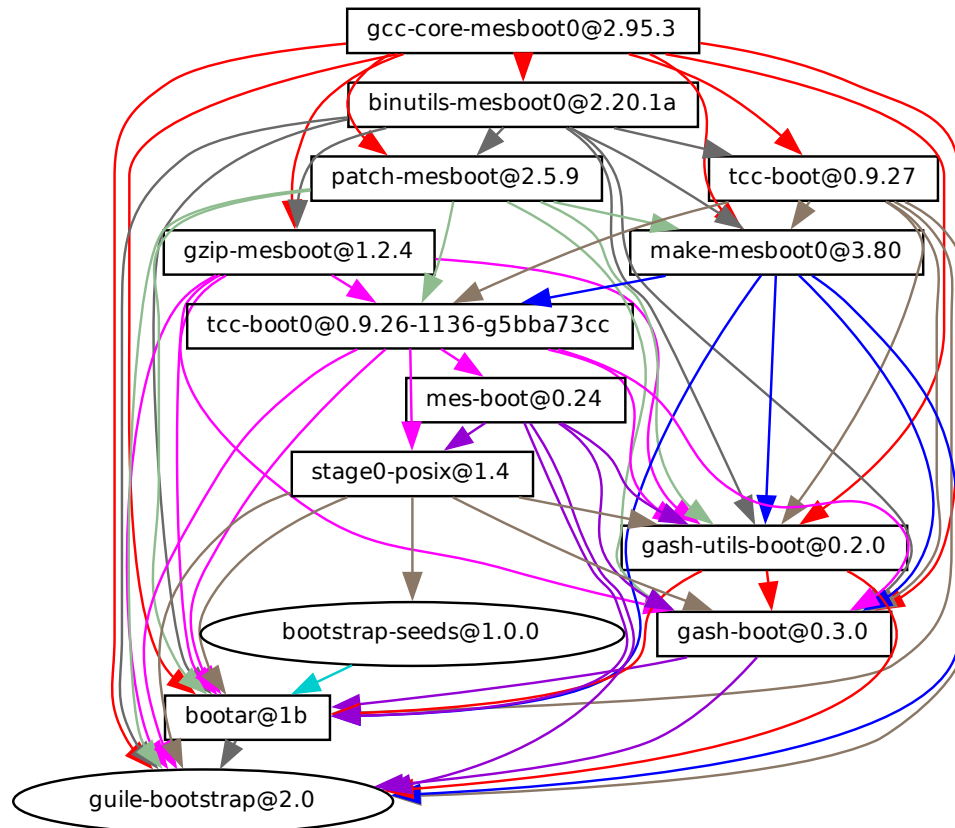 gcc-core-mesboot0@2.95.3
binutils-mesboot0@2.20.1a
patch-mesboot@2.5.9
tcc-boot@0.9.27
gzip-mesboot@1.2.4
make-mesboot0@3.80
tcc-boot0@0.9.26-1136-g5bba73cc
mes-boot@0.24
stage0-posix@1.4
gash-utils-boot@0.2.0
bootstrap-seeds@1.0.0
gash-boot@0.3.0
bootar@1b
guile-bootstrap@2.0